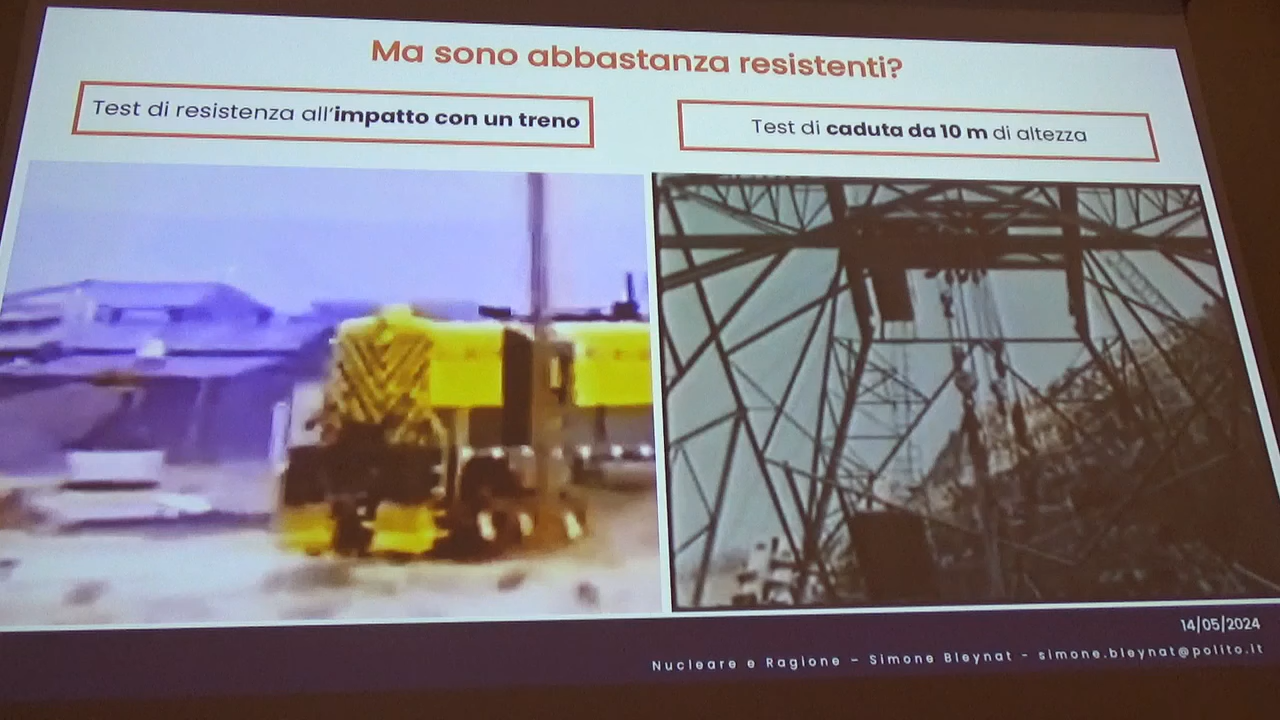 Ma sono abbastanza resistenti?
Test di resistenza all'impatto con un treno
Test di caduta da 10 m di altezza
14/05/2024
Nucleare e Ragione - Simone Bleynat - simone.bleynat@polito.it